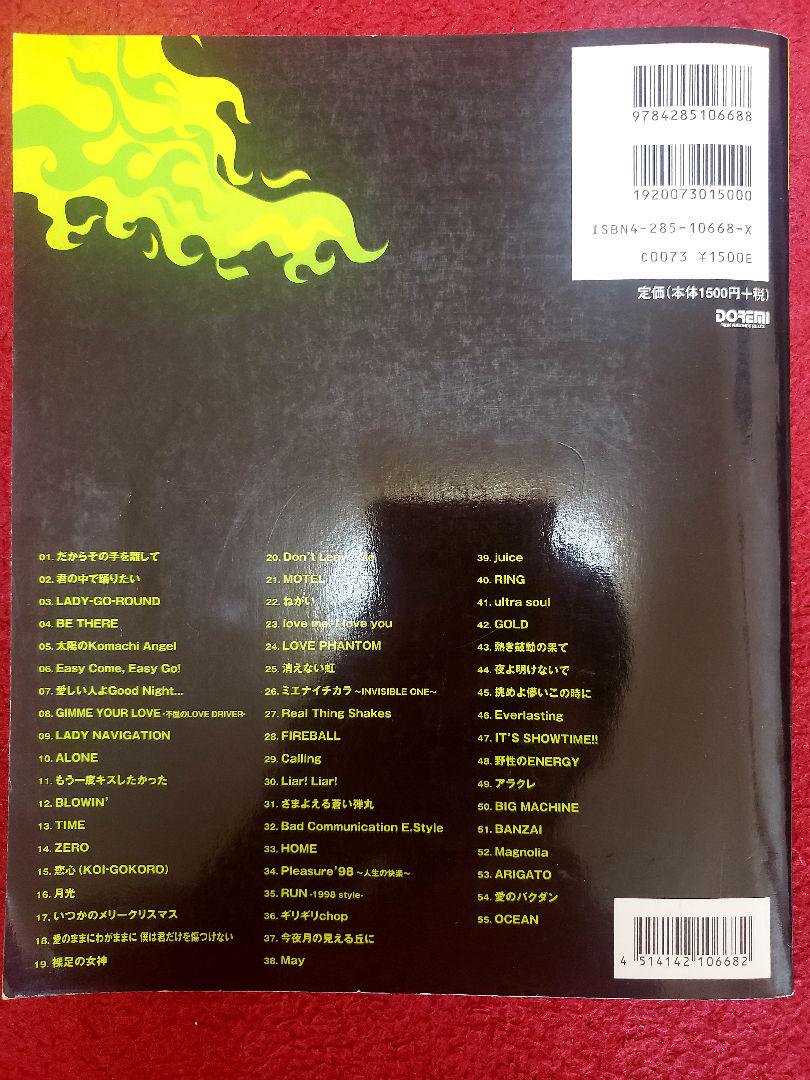 9784285106688
1920073015000
ISBN4-285-10668-X
C0073 ¥1500E
定価(本体1500円+税)
DOREMI
01. だからその手を離して
02. 君の中で踊りたい
03. LADY-GO-ROUND
04. BE THERE
05. 太陽のKomachi Angel
06. Easy Come, Easy Go!
07. 愛しい人よGood Night...
08. GIMME YOUR LOVE -不屈のLOVE DRIVER-
09. LADY NAVIGATION
10. ALONE
11. もう一度キスしたかった
12. BLOWIN'
13. TIME
14. ZERO
15. 恋心(KOI-GOKORO)
16. 月光
17. いつかのメリークリスマス
18. 愛のままにわがままに 僕は君だけを傷つけない
19. 裸足の女神
20. Don't Leave Me
21. MOTEL
22. ねがい
23. love me, I love you
24. LOVE PHANTOM
25. 消えない虹
26. ミエナイチカラ ～INVISIBLE ONE～
27. Real Thing Shakes
28. FIREBALL
29. Calling
30. Liar! Liar!
31. さまよえる蒼い弾丸
32. Bad Communication E.Style
33. HOME
34. Pleasure'98 ～人生の快楽～
35. RUN -1998 style-
36. ギリギリchop
37. 今夜月の見える丘に
38. May
39. juice
40. RING
41. ultra soul
42. GOLD
43. 熱き鼓動の果て
44. 夜よ明けないで
45. 挑めよ儚いこの時に
46. Everlasting
47. IT'S SHOWTIME!!
48. 野性のENERGY
49. アラクレ
50. BIG MACHINE
51. BANZAI
52. Magnolia
53. ARIGATO
54. 愛のバクダン
55. OCEAN
4 514142 106682